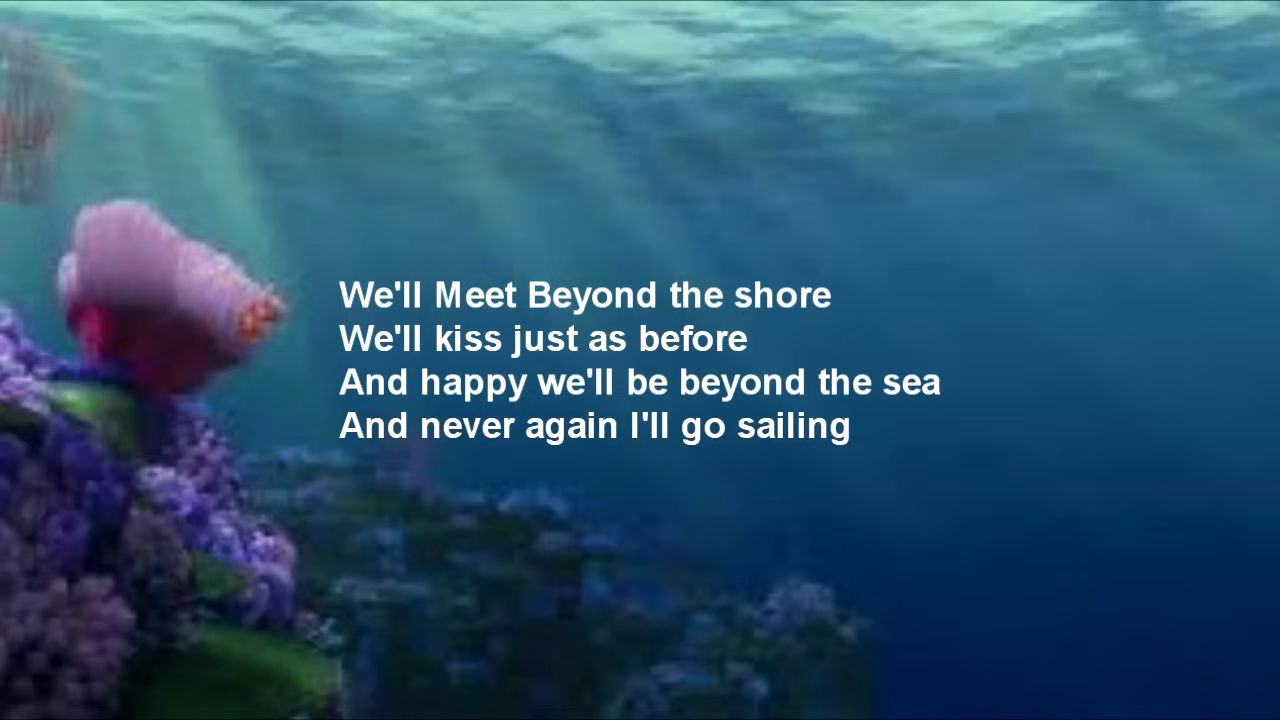 We'll Meet Beyond the shore
We'll kiss just as before
And happy we'll be beyond the sea
And never again I'll go sailing